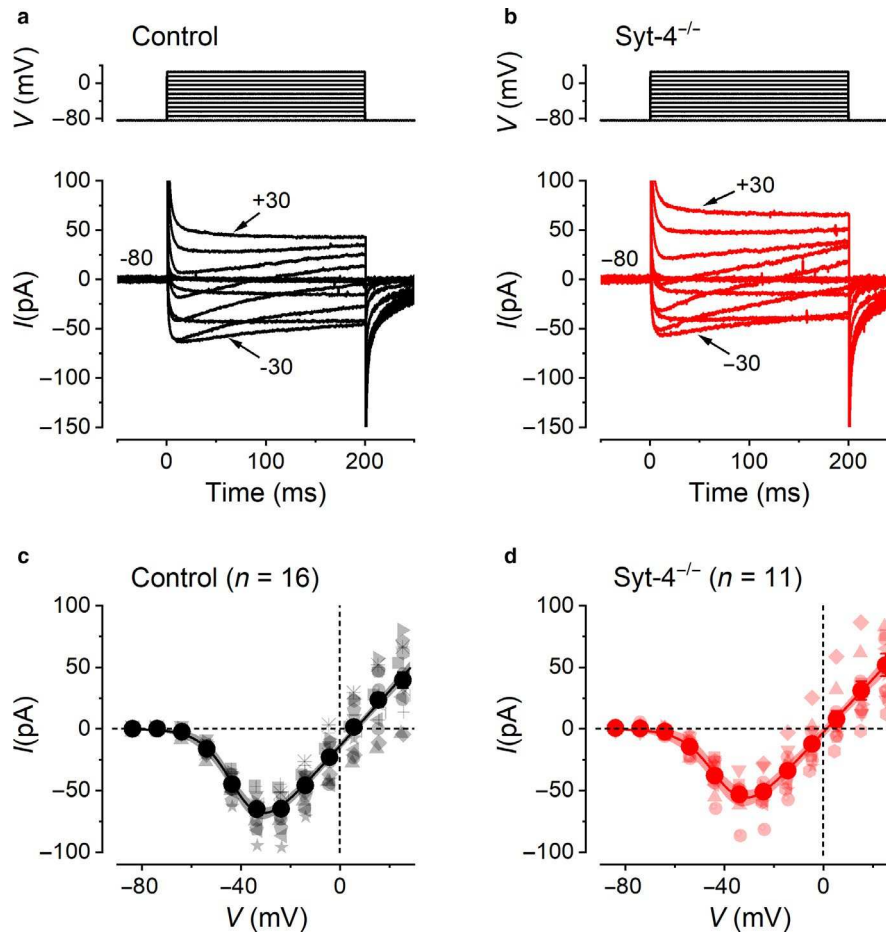 a
Control
V (mV)
0
−80
I(pA)
100
50
0
−50
−100
−150
+30
-80
-30
0
100
200
Time (ms)
b
Syt-4−/−
V (mV)
0
−80
I(pA)
100
50
0
−50
−100
−150
+30
-80
-30
0
100
200
Time (ms)
c
Control (n = 16)
I(pA)
100
50
0
−50
−100
−80
−40
0
V (mV)
d
Syt-4−/− (n = 11)
I(pA)
100
50
0
−50
−100
−80
−40
0
V (mV)